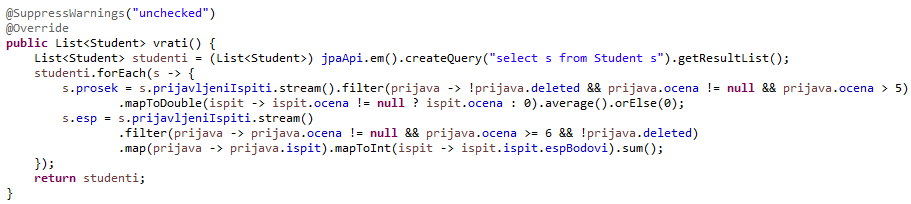 @SuppressWarnings("unchecked")
@Override
public List<Student> vrati() {
    List<Student> studenti = (List<Student>) jpaApi.em().createQuery("select s from Student s").getResultList();
    studenti.forEach(s -> {
        s.prosek = s.prijavljeniIspiti.stream().filter(prijava -> !prijava.deleted && prijava.ocena != null && prijava.ocena > 5)
                .mapToDouble(ispit -> ispit.ocena != null ? ispit.ocena : 0).average().orElse(0);
        s.esp = s.prijavljeniIspiti.stream()
                .filter(prijava -> prijava.ocena != null && prijava.ocena >= 6 && !prijava.deleted)
                .map(prijava -> prijava.ispit).mapToInt(ispit -> ispit.ispit.espBodovi).sum();
    });
    return studenti;
}